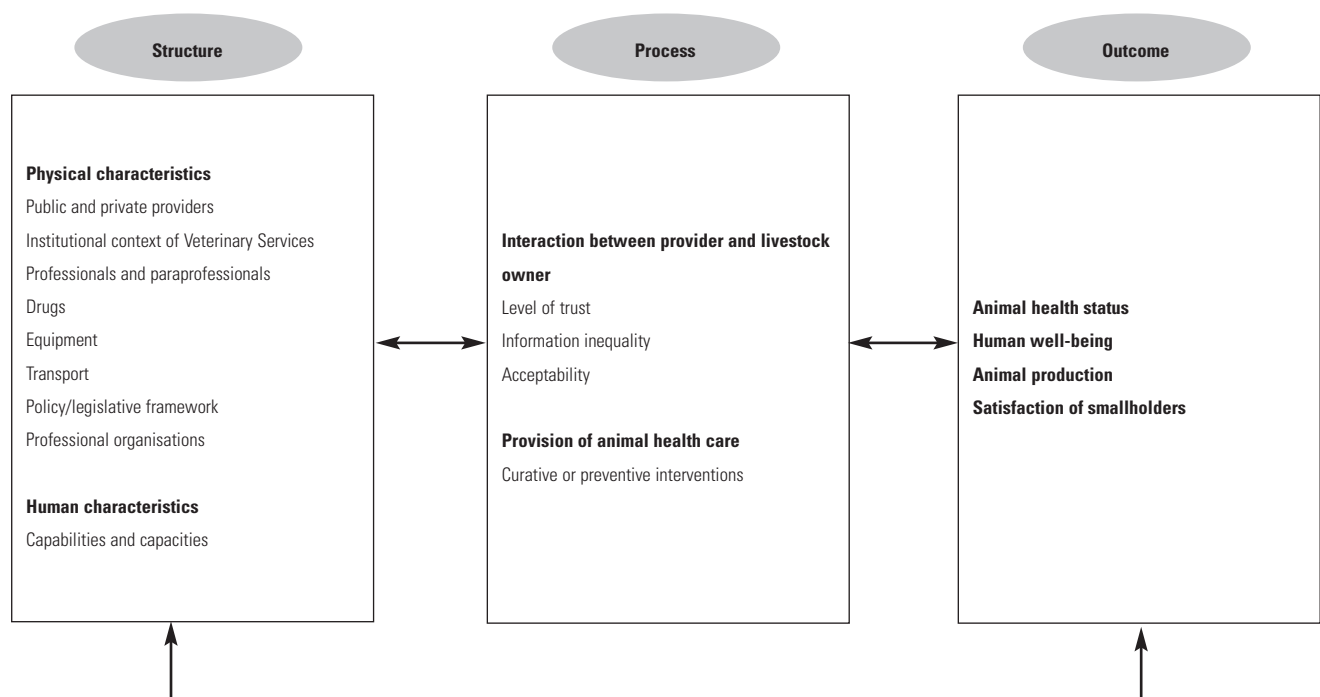 Structure
Process
Outcome
Physical characteristics
Public and private providers
Institutional context of Veterinary Services
Professionals and paraprofessionals
Drugs
Equipment
Transport
Policy/legislative framework
Professional organisations
Human characteristics
Capabilities and capacities
Interaction between provider and livestock
owner
Level of trust
Information inequality
Acceptability
Provision of animal health care
Curative or preventive interventions
Animal health status
Human well-being
Animal production
Satisfaction of smallholders